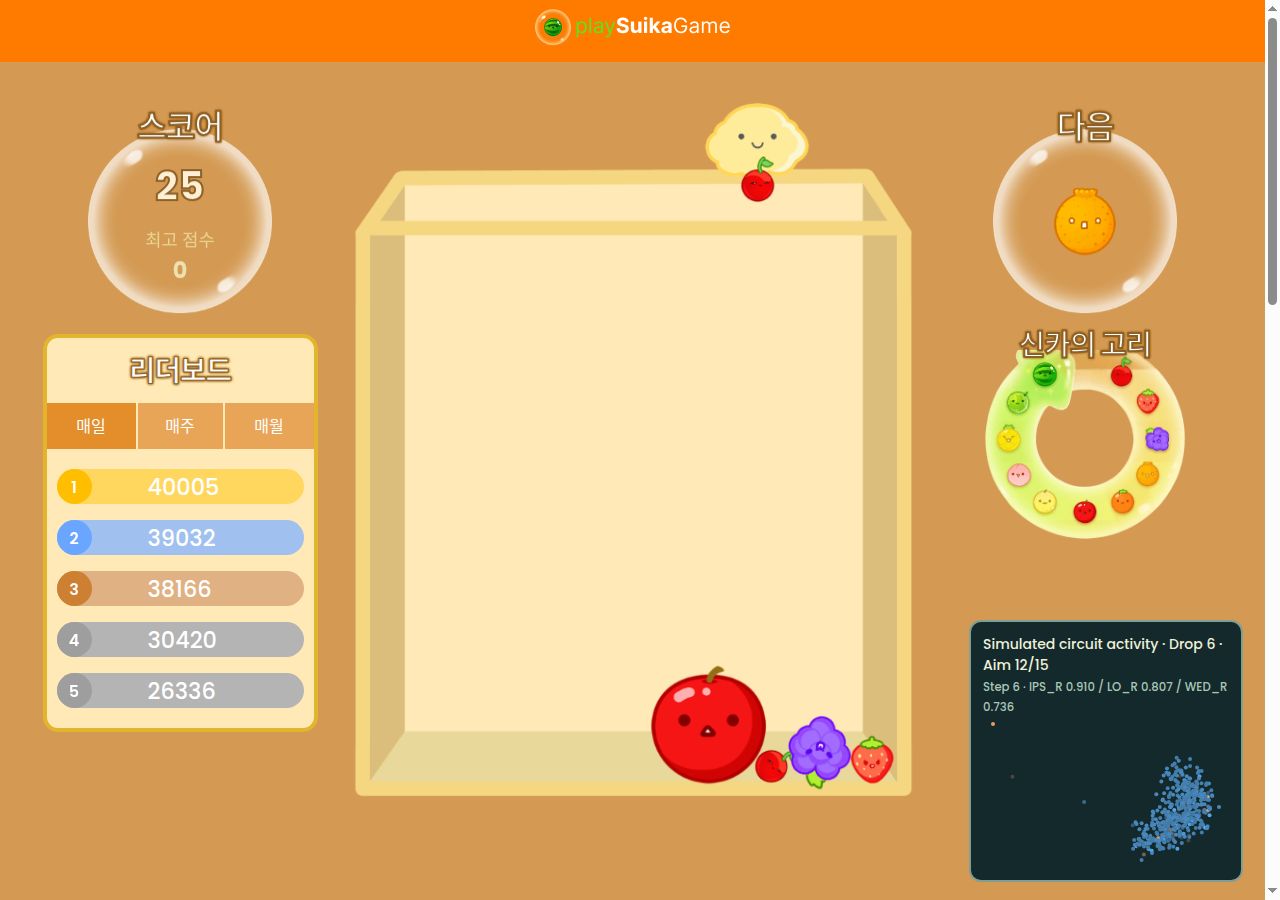 playSuikaGame
스코어
25
최고 점수
0
다음
리더보드
매일 매주 매월
1 40005
2 39032
3 38166
4 30420
5 26336
신카의 고리
Simulated circuit activity · Drop 6 ·
Aim 12/15
Step 6 · IPS_R 0.910 / LO_R 0.807 / WED_R
0.736